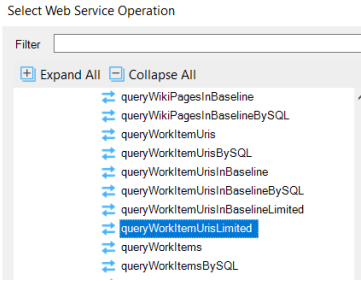 Select Web Service Operation
Filter
Expand All Collapse All
queryWikiPagesInBaseline
queryWikiPagesInBaselineBySQL
queryWorkItemUris
queryWorkItemUrisBySQL
queryWorkItemUrisInBaseline
queryWorkItemUrisInBaselineBySQL
queryWorkItemUrisInBaselineLimited
queryWorkItemUrisLimited
queryWorkItems
queryWorkItemsBySQL